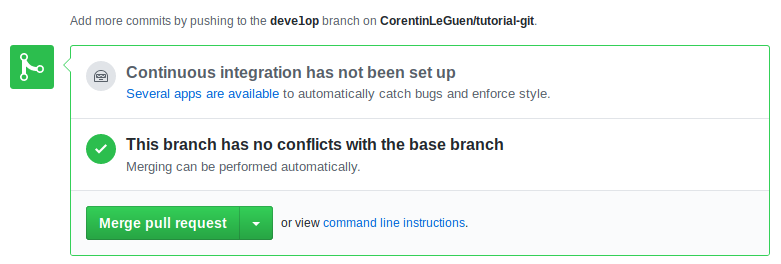 Add more commits by pushing to the develop branch on CorentinLeGuen/tutorial-git.
Continuous integration has not been set up
Several apps are available to automatically catch bugs and enforce style.
This branch has no conflicts with the base branch
Merging can be performed automatically.
Merge pull request or view command line instructions.